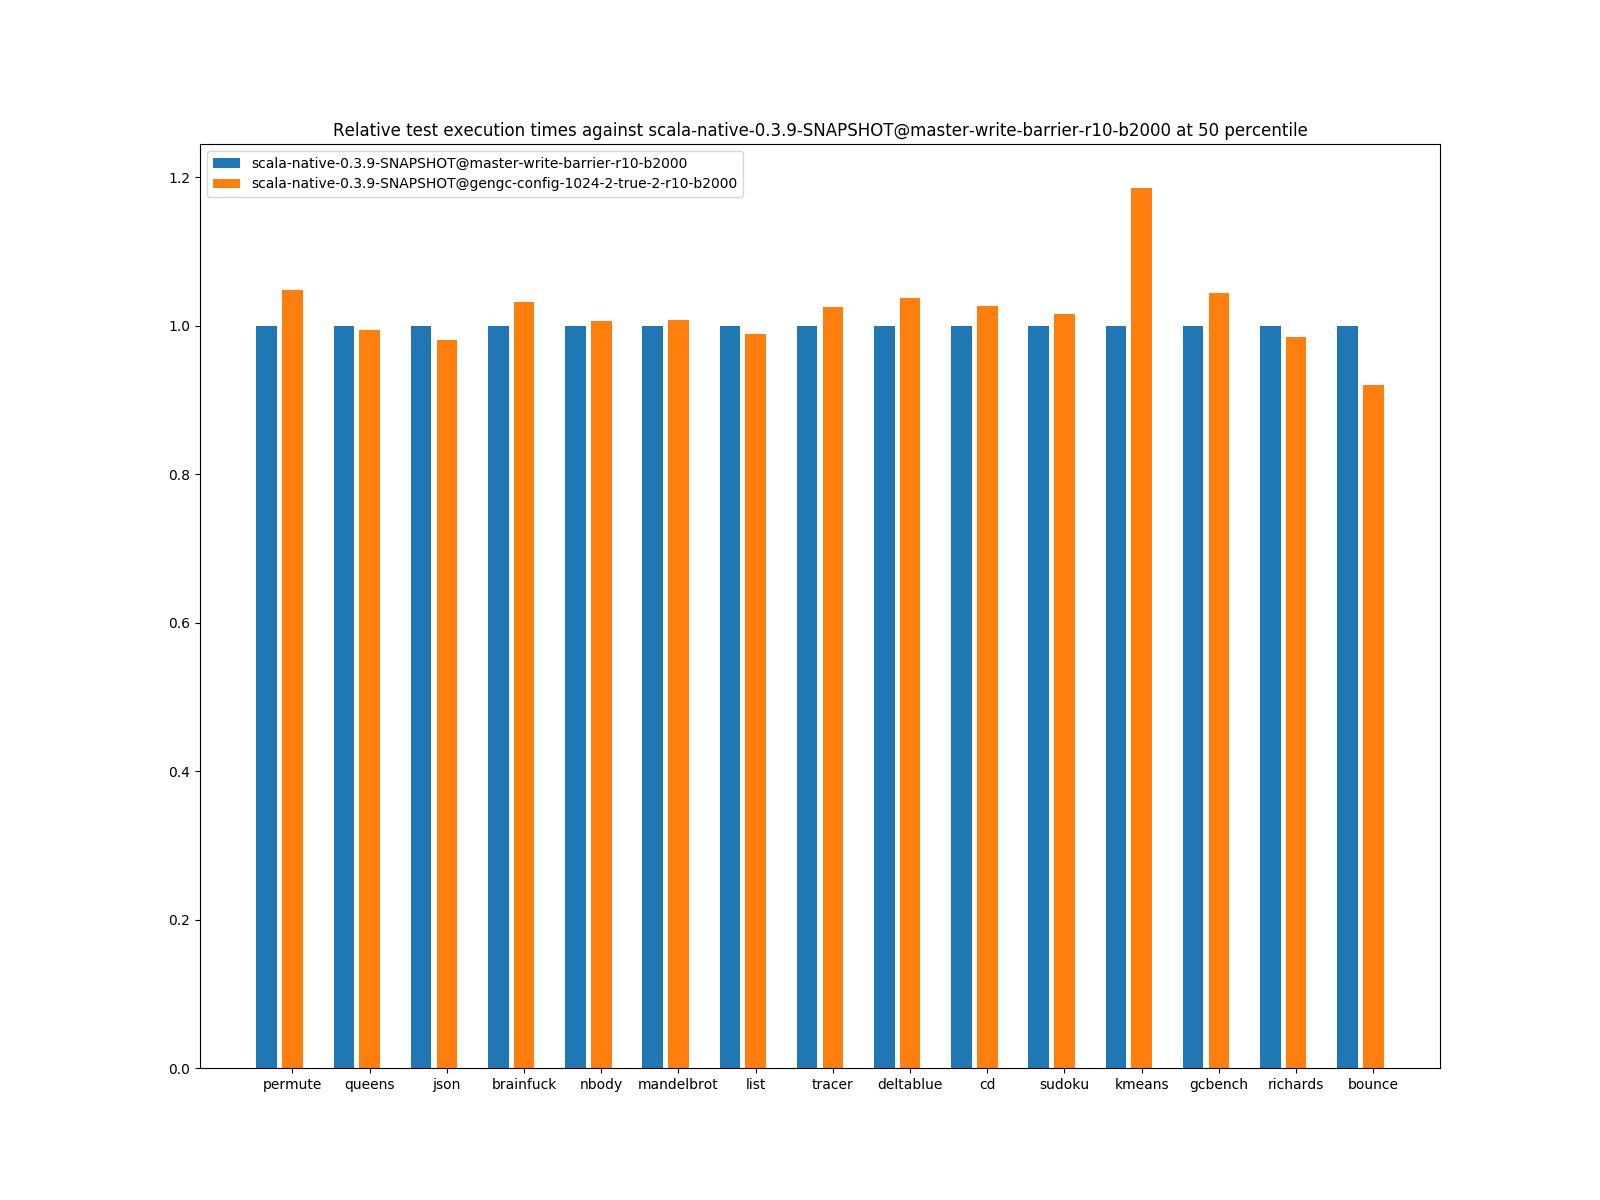 Relative test execution times against scala-native-0.3.9-SNAPSHOT@master-write-barrier-r10-b2000 at 50 percentile
scala-native-0.3.9-SNAPSHOT@master-write-barrier-r10-b2000
scala-native-0.3.9-SNAPSHOT@gengc-config-1024-2-true-2-r10-b2000
1.2
1.0
0.8
0.6
0.4
0.2
0.0
permute queens json brainfuck nbody mandelbrot list tracer deltablue cd sudoku kmeans gcbench richards bounce